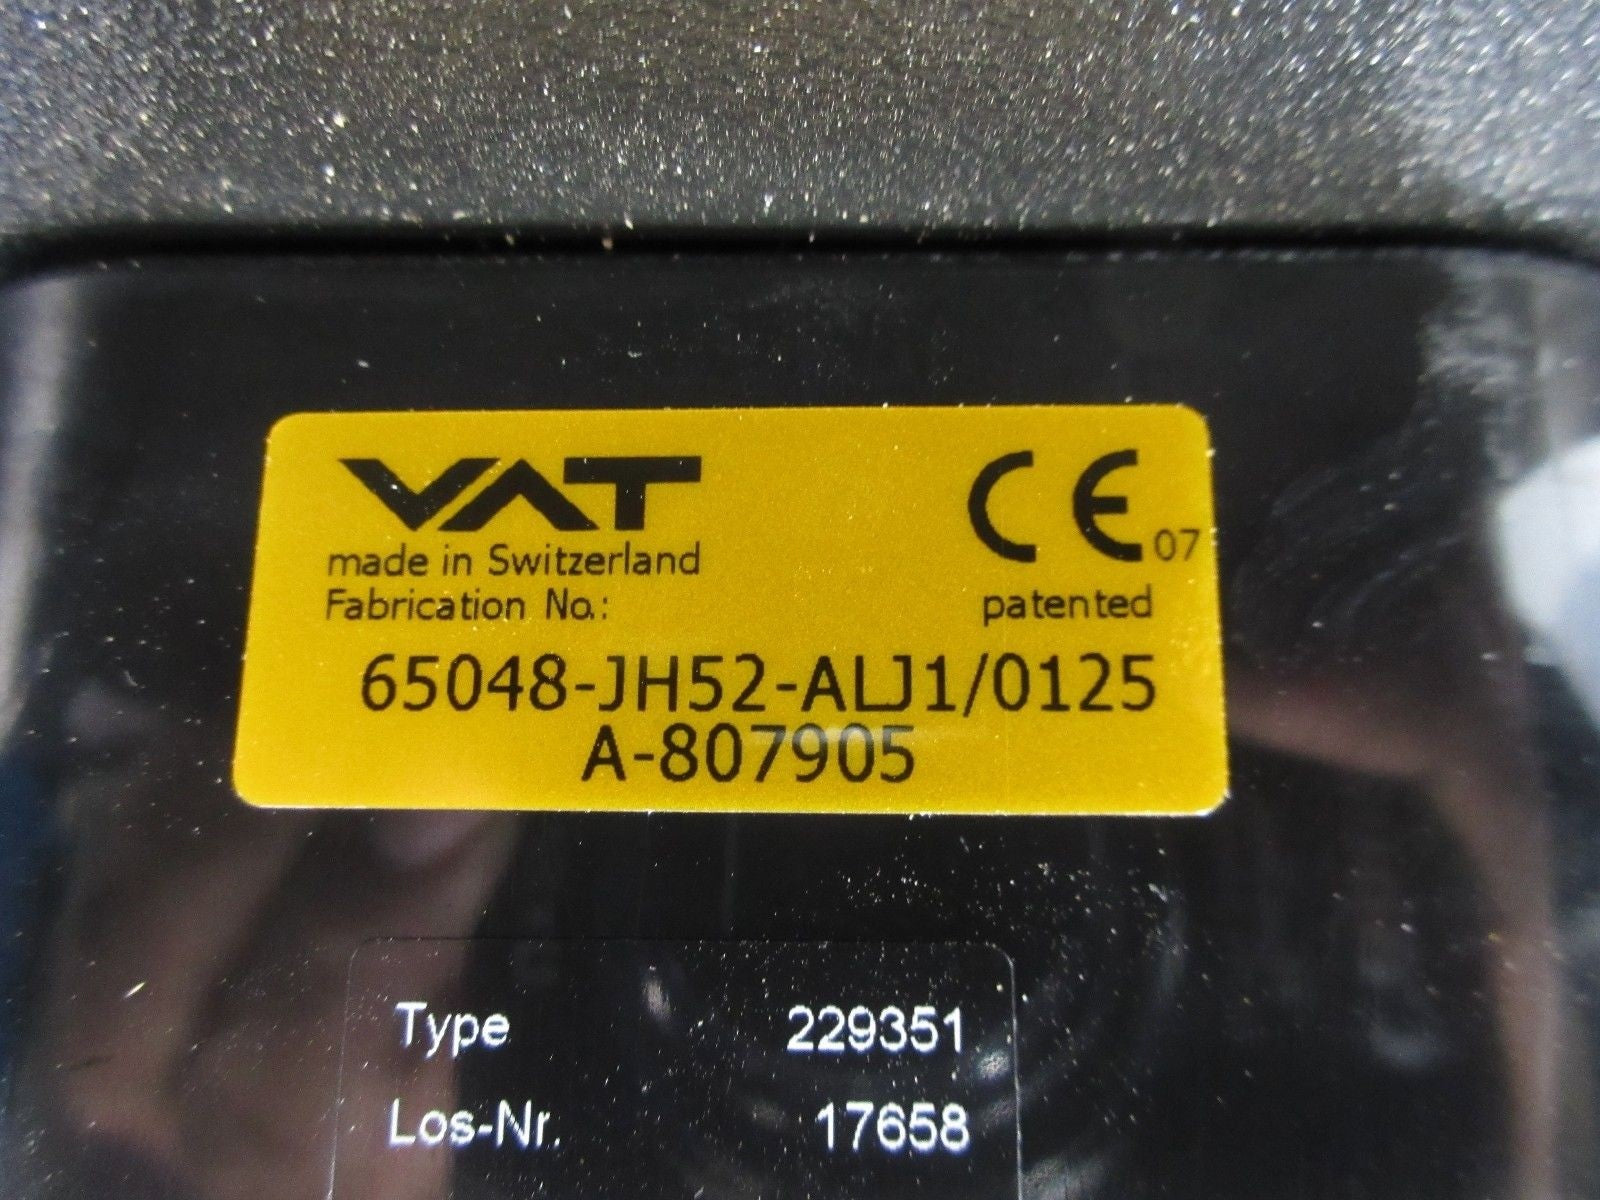 VAT
CE 07
made in Switzerland
Fabrication No.:
patented
65048-JH52-ALJ1/0125
A-807905
Type 229351
Los-Nr. 17658